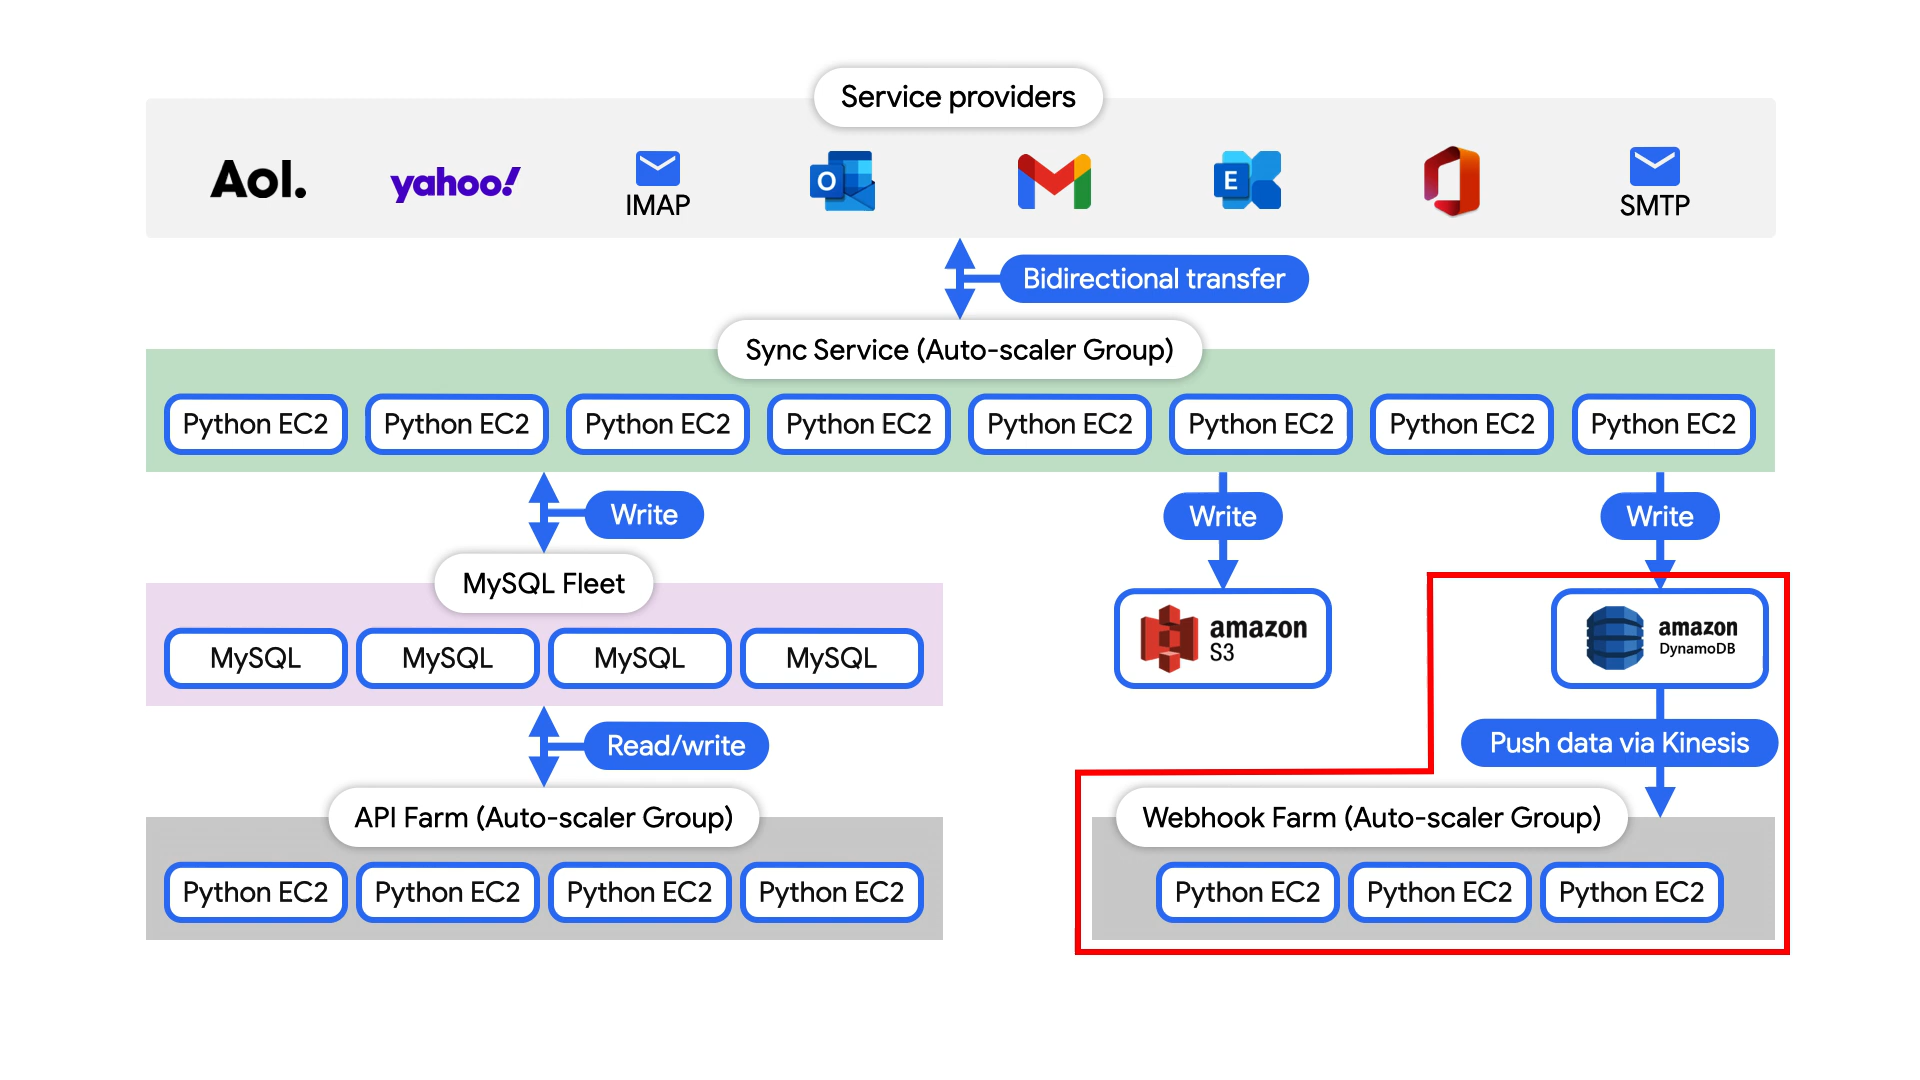 Service providers
Aol.
yahoo!
IMAP
O
E
SMTP
Bidirectional transfer
Sync Service (Auto-scaler Group)
Python EC2
Python EC2
Python EC2
Python EC2
Python EC2
Python EC2
Python EC2
Python EC2
Write
Write
Write
MySQL Fleet
MySQL
MySQL
MySQL
MySQL
amazon
S3
amazon
DynamoDB
Read/write
Push data via Kinesis
API Farm (Auto-scaler Group)
Python EC2
Python EC2
Python EC2
Python EC2
Webhook Farm (Auto-scaler Group)
Python EC2
Python EC2
Python EC2